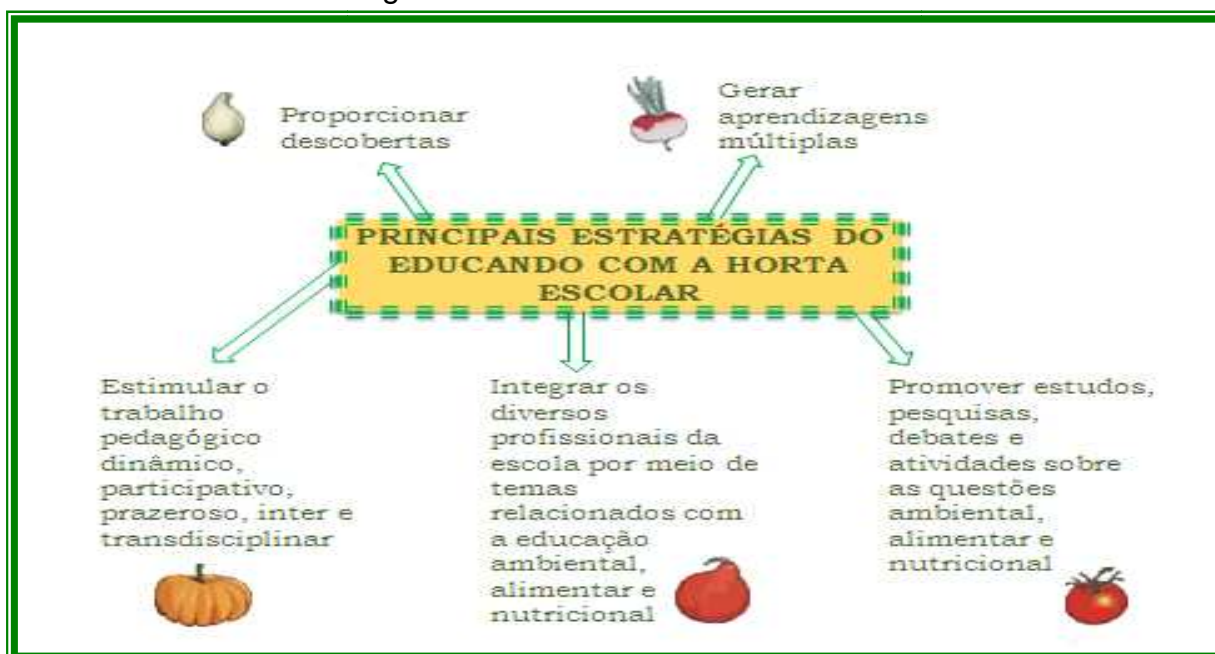 Proporcionar
descobertas
Gerar
aprendizagens
múltiplas
PRINCIPAIS ESTRATÉGIAS DO
EDUCANDO COM A HORTA
ESCOLAR
Estimular o
trabalho
pedagógico
dinâmico,
participativo,
prazeroso, inter e
transdisciplinar
Integrar os
diversos
profissionais da
escola por meio de
temas
relacionados com
a educação
ambiental,
alimentar e
nutricional
Promover estudos,
pesquisas,
debates e
atividades sobre
as questões
ambiental,
alimentar e
nutricional